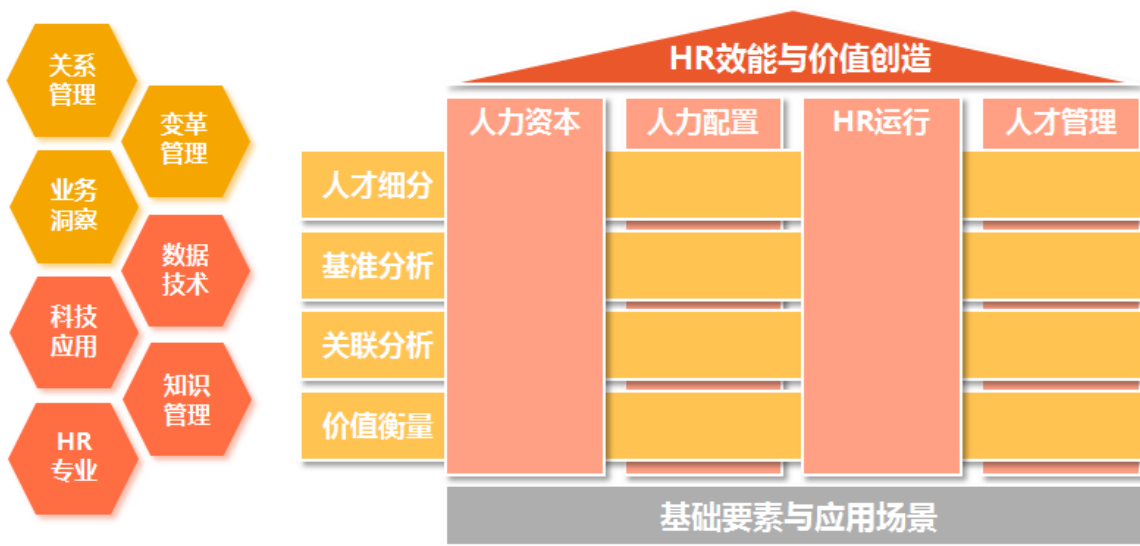 关系
管理
变革
管理
业务
洞察
数据
技术
科技
应用
知识
管理
HR
专业
HR效能与价值创造
人力资本
人力配置
HR运行
人才管理
人才细分
基准分析
关联分析
价值衡量
基础要素与应用场景